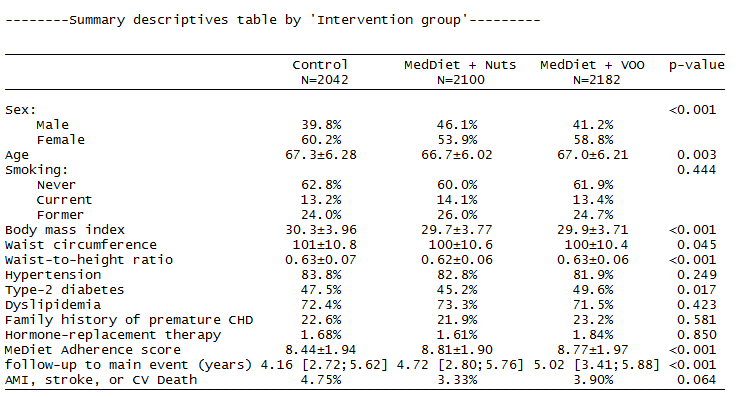 --------Summary descriptives table by 'Intervention group'---------
Control MedDiet + Nuts MedDiet + VOO p-value
N=2042 N=2100 N=2182
Sex: <0.001
Male 39.8% 46.1% 41.2%
Female 60.2% 53.9% 58.8%
Age 67.3±6.28 66.7±6.02 67.0±6.21 0.003
Smoking: 0.444
Never 62.8% 60.0% 61.9%
Current 13.2% 14.1% 13.4%
Former 24.0% 26.0% 24.7%
Body mass index 30.3±3.96 29.7±3.77 29.9±3.71 <0.001
Waist circumference 101±10.8 100±10.6 100±10.4 0.045
Waist-to-height ratio 0.63±0.07 0.62±0.06 0.63±0.06 <0.001
Hypertension 83.8% 82.8% 81.9% 0.249
Type-2 diabetes 47.5% 45.2% 49.6% 0.017
Dyslipidemia 72.4% 73.3% 71.5% 0.423
Family history of premature CHD 22.6% 21.9% 23.2% 0.581
Hormone-replacement therapy 1.68% 1.61% 1.84% 0.850
MeDiet Adherence score 8.44±1.94 8.81±1.90 8.77±1.97 <0.001
follow-up to main event (years) 4.16 [2.72;5.62] 4.72 [2.80;5.76] 5.02 [3.41;5.88] <0.001
AMI, stroke, or CV Death 4.75% 3.33% 3.90% 0.064